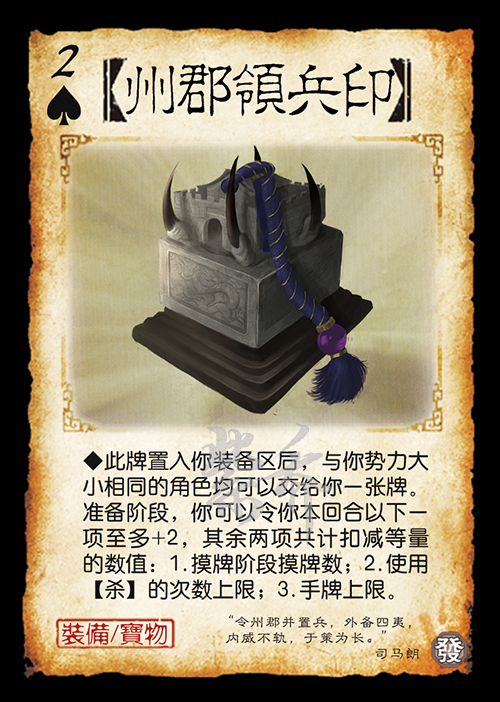 2
【州郡領兵印】
◆此牌置入你装备区后，与你势力大
小相同的角色均可以交给你一张牌。
准备阶段，你可以令你本回合以下一
项至多+2，其余两项共计扣减等量
的数值：1.摸牌阶段摸牌数；2.使用
【杀】的次数上限；3.手牌上限。
“令州郡并置兵，外备四夷，
内威不轨，于策为长。”
司马朗
裝備/寶物
發